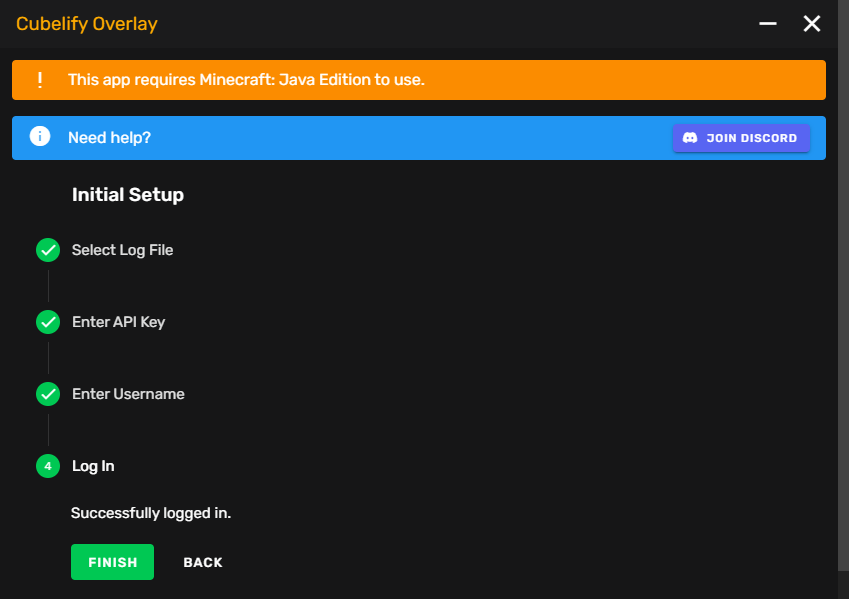 Cubelify Overlay
! This app requires Minecraft: Java Edition to use.
i Need help? JOIN DISCORD
Initial Setup
Select Log File
Enter API Key
Enter Username
4 Log In
Successfully logged in.
FINISH BACK